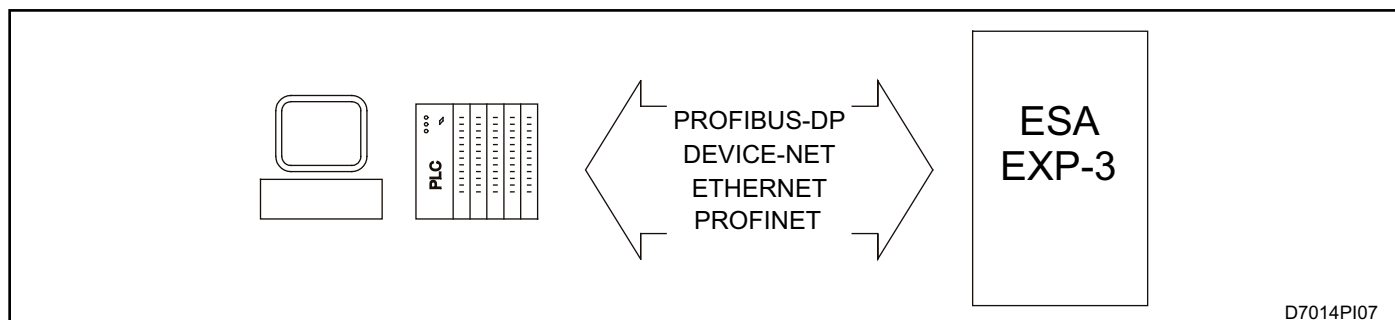 PLC
PROFIBUS-DP
DEVICE-NET
ETHERNET
PROFINET
ESA
EXP-3
D7014PI07